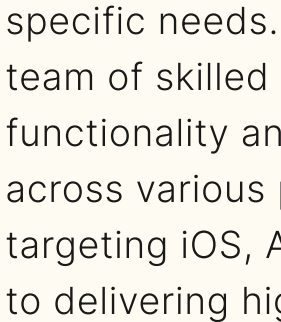 specific needs.
team of skilled
functionality an
across various
targeting iOS, A
to delivering hig